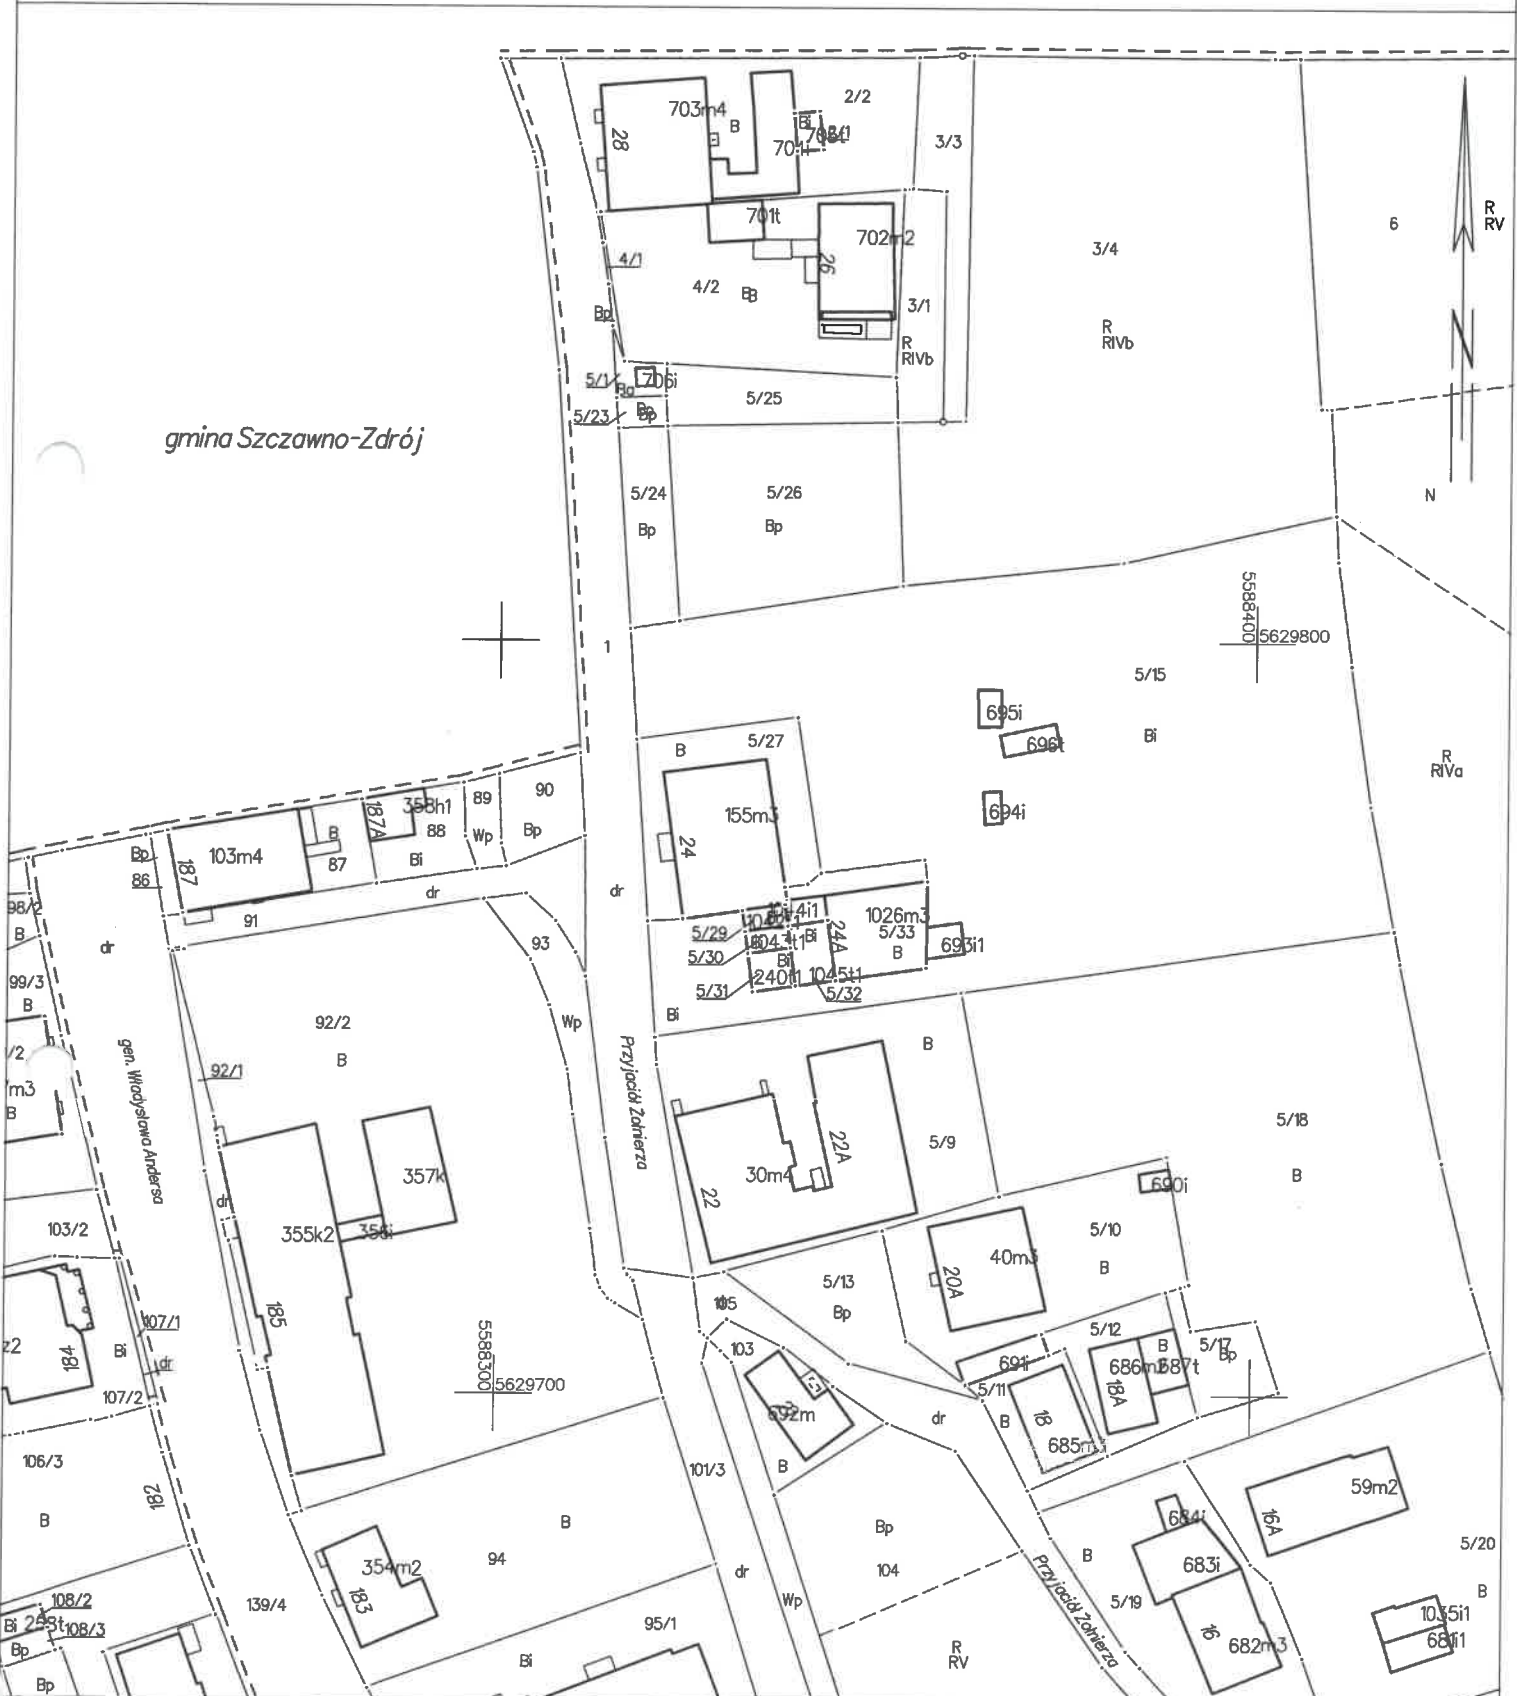 703m4
B
2/2
Bi
28
701i
3/3
701t
702m2
R
RV
6
3/4
4/1
26
4/2
Bp
3/1
R
RIVb
R
RIVb
5/1
706i
5/25
5/23
Bp
gmina Szczawno-Zdrój
5/24
5/26
Bp
Bp
N
5588400
5629800
1
5/15
695i
696t
Bi
B
5/27
R
RIVa
694i
155m3
24
90
89
358h1
187A
88
Wp
Bp
B
87
Bi
103m4
187
Bp
86
dr
dr
91
98/2
B
dr
93
1026m3
5/33
B
24A
693i1
5/29
5/30
5/31
Bi
Bi
240t1
1045t1
5/32
99/3
B
Bi
92/2
B
Wp
/2
B
92/1
gen. Władysława Andersa
Przyjaciół Żołnierza
B
5/9
22A
30m4
22
5/18
B
357k
dr
355k2
356i
690i
5/10
B
40m3
20A
103/2
5/13
Bp
185
107/1
Bi
dr
184
107/2
5588300
5629700
103
5/12
5/17
Bp
B
691i
687t
18A
5/11
B
18
692m
dr
106/3
182
B
101/3
B
59m2
16A
684i
683i
5/20
B
B
94
354m2
183
Bp
104
dr
Wp
Przyjaciół Żołnierza
B
5/19
108/2
Bi
108/3
Bp
Bp
139/4
95/1
Bi
R
RV
16
682m3
1035i1
681i1